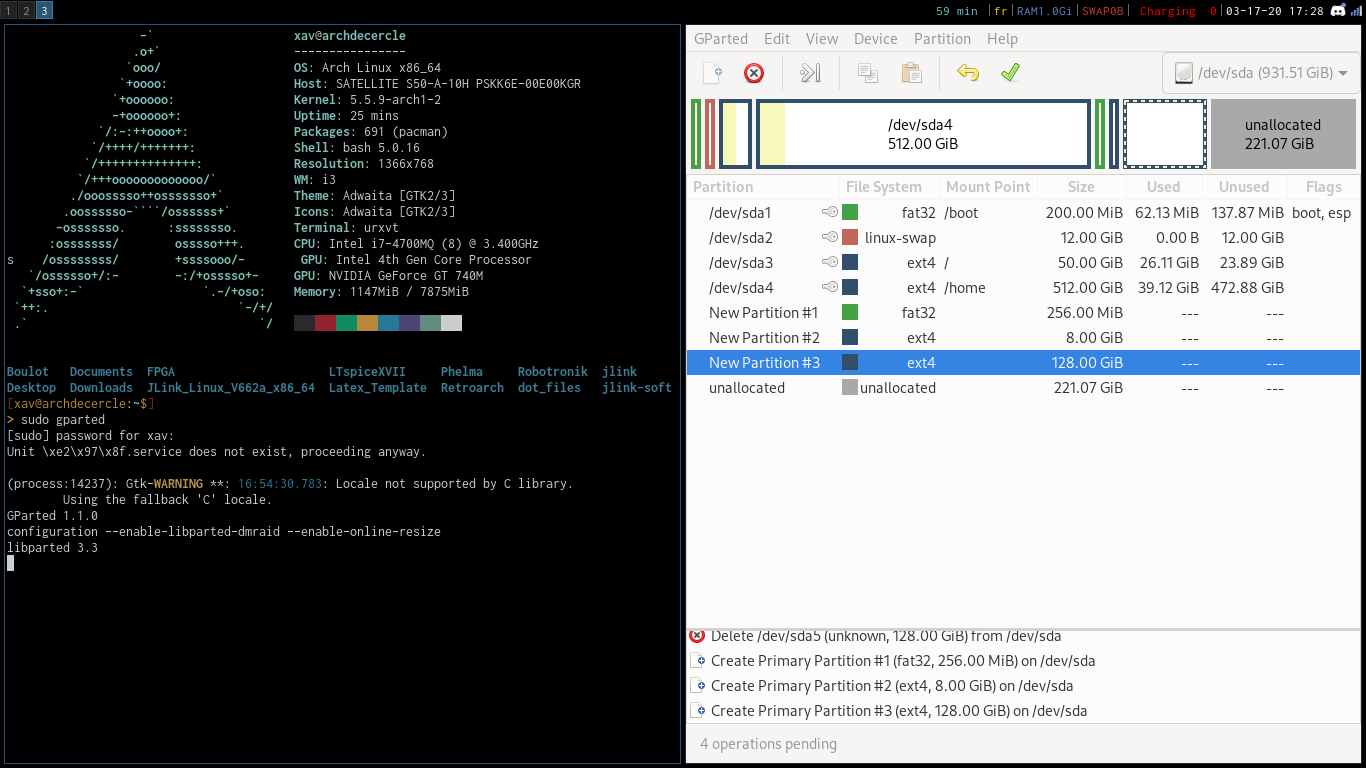 1 2 3
59 min |fr|RAM1.0Gi|SWAP0B| Charging 0|03-17-20 17:28
xav@archdecercle
----------------
OS: Arch Linux x86_64
Host: SATELLITE S50-A-10H PSKK6E-00E00KGR
Kernel: 5.5.9-arch1-2
Uptime: 25 mins
Packages: 691 (pacman)
Shell: bash 5.0.16
Resolution: 1366x768
WM: i3
Theme: Adwaita [GTK2/3]
Icons: Adwaita [GTK2/3]
Terminal: urxvt
CPU: Intel i7-4700MQ (8) @ 3.400GHz
s
GPU: Intel 4th Gen Core Processor
GPU: NVIDIA GeForce GT 740M
Memory: 1147MiB / 7875MiB
Boulot Documents FPGA LTspiceXVII Phelma Robotronik jlink
Desktop Downloads JLink_Linux_V662a_x86_64 Latex_Template Retroarch dot_files jlink-soft
[xav@archdecercle:~$]
> sudo gparted
[sudo] password for xav:
Unit \xe2\x97\x8f.service does not exist, proceeding anyway.
(process:14237): Gtk-WARNING **: 16:54:30.783: Locale not supported by C library.
Using the fallback 'C' locale.
GParted 1.1.0
configuration --enable-libparted-dmraid --enable-online-resize
libparted 3.3
GParted Edit View Device Partition Help
/dev/sda (931.51 GiB)
/dev/sda4
512.00 GiB
unallocated
221.07 GiB
Partition File System Mount Point Size Used Unused Flags
/dev/sda1 fat32 /boot 200.00 MiB 62.13 MiB 137.87 MiB boot, esp
/dev/sda2 linux-swap 12.00 GiB 0.00 B 12.00 GiB
/dev/sda3 ext4 / 50.00 GiB 26.11 GiB 23.89 GiB
/dev/sda4 ext4 /home 512.00 GiB 39.12 GiB 472.88 GiB
New Partition #1 fat32 256.00 MiB --- ---
New Partition #2 ext4 8.00 GiB --- ---
New Partition #3 ext4 128.00 GiB --- ---
unallocated unallocated 221.07 GiB --- ---
Delete /dev/sda5 (unknown, 128.00 GiB) from /dev/sda
Create Primary Partition #1 (fat32, 256.00 MiB) on /dev/sda
Create Primary Partition #2 (ext4, 8.00 GiB) on /dev/sda
Create Primary Partition #3 (ext4, 128.00 GiB) on /dev/sda
4 operations pending